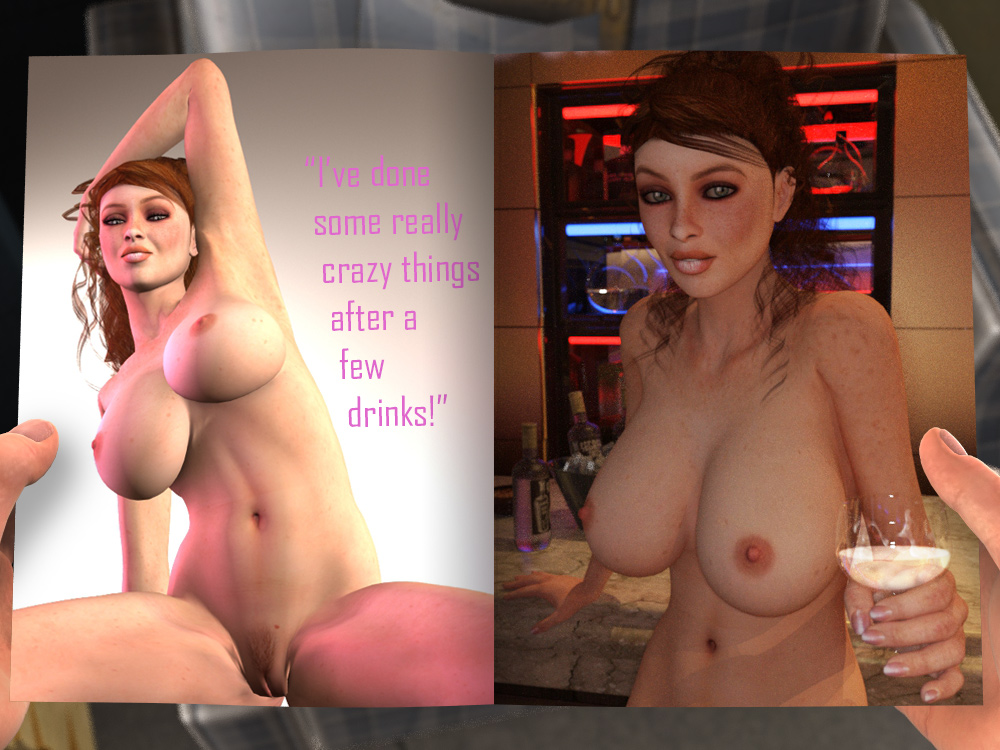 “I’ve done
some really
crazy things
after a
few
drinks!”